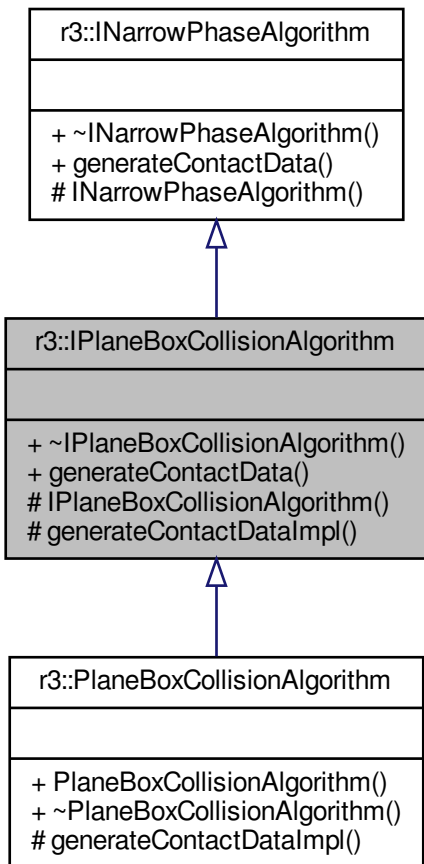 r3::INarrowPhaseAlgorithm
+ ~INarrowPhaseAlgorithm()
+ generateContactData()
# INarrowPhaseAlgorithm()
r3::IPlaneBoxCollisionAlgorithm
+ ~IPlaneBoxCollisionAlgorithm()
+ generateContactData()
# IPlaneBoxCollisionAlgorithm()
# generateContactDataImpl()
r3::PlaneBoxCollisionAlgorithm
+ PlaneBoxCollisionAlgorithm()
+ ~PlaneBoxCollisionAlgorithm()
# generateContactDataImpl()